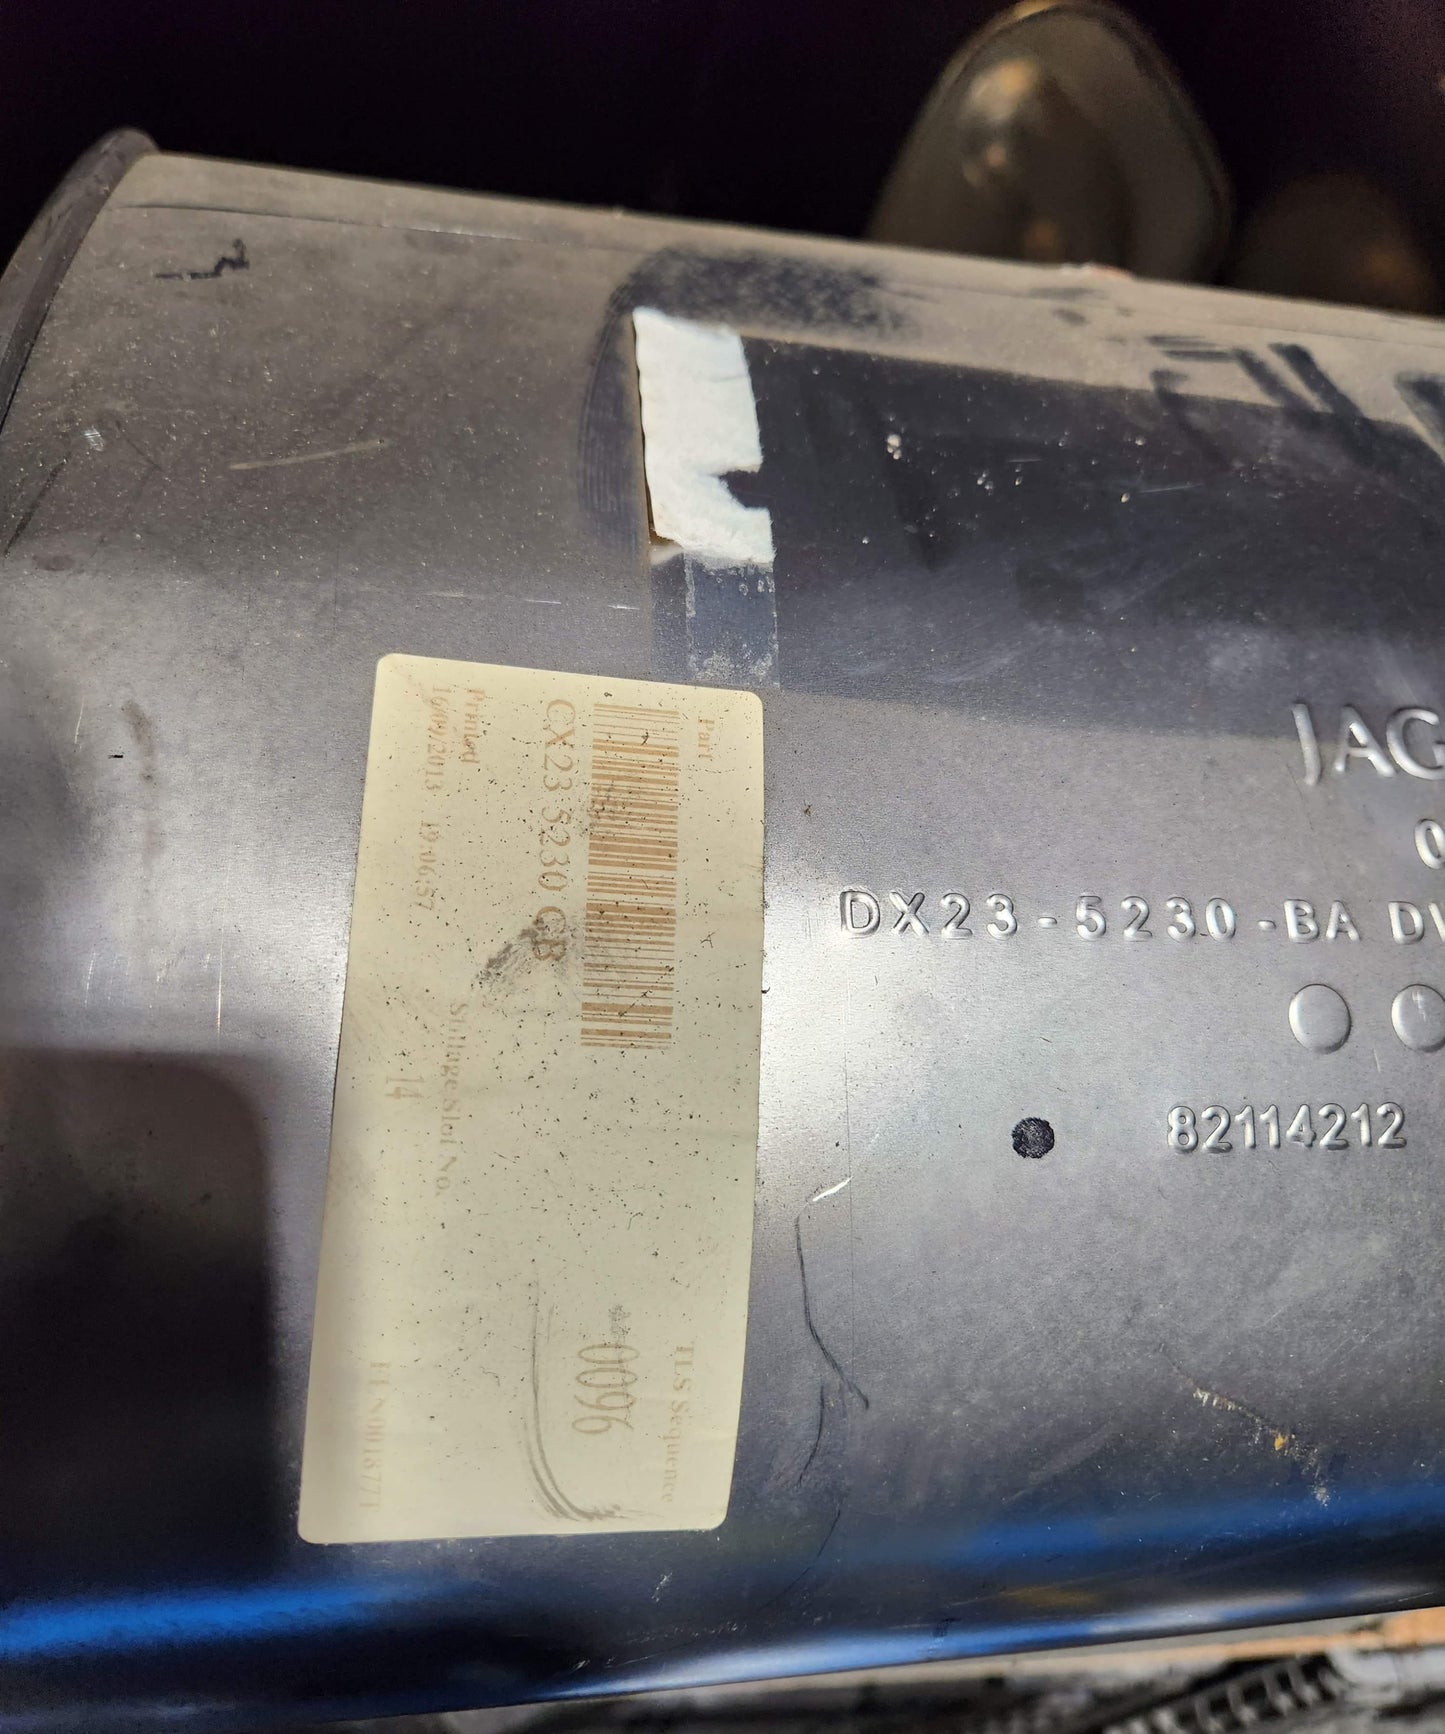 Part
CX23 5230 CB
Printed
16/09/2013 19:06:57
Stillage Slot No.
14
0096
Sequence
JAG
0
DX23-5230-BA
82114212